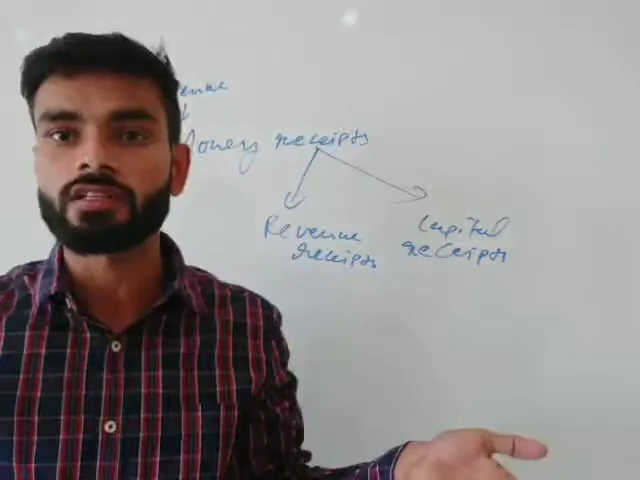 Money receipts
Revenue
receipts
Capital
receipts